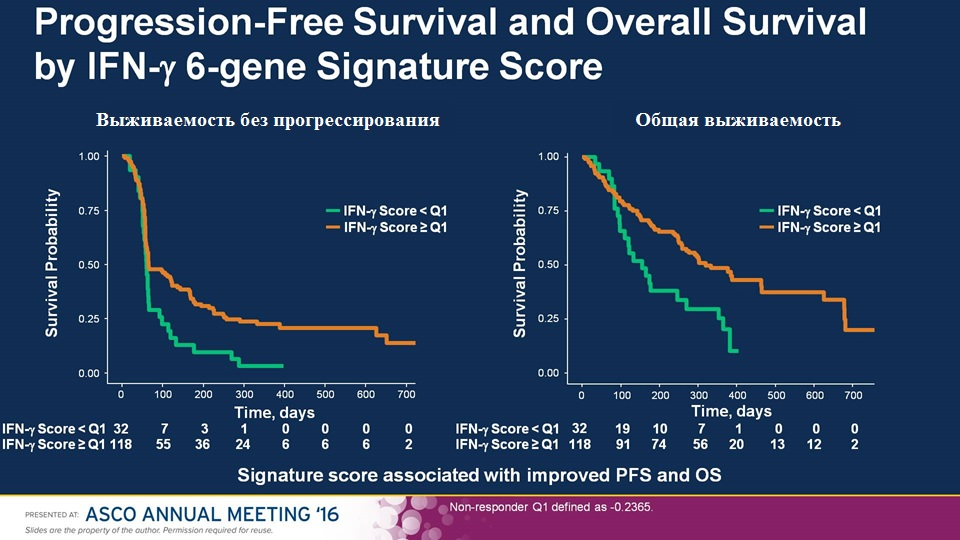 Progression-Free Survival and Overall Survival
by IFN-γ 6-gene Signature Score
Выживаемость без прогрессирования
1.00
0.75
0.50
0.25
0.00
Survival Probability
IFN-γ Score < Q1
IFN-γ Score ≥ Q1
0 100 200 300 400 500 600 700
Time, days
IFN-γ Score < Q1 32 7 3 1 0 0 0 0
IFN-γ Score ≥ Q1 118 55 36 24 6 6 6 2
Общая выживаемость
1.00
0.75
0.50
0.25
0.00
Survival Probability
IFN-γ Score < Q1
IFN-γ Score ≥ Q1
0 100 200 300 400 500 600 700
Time, days
IFN-γ Score < Q1 32 19 10 7 1 0 0 0
IFN-γ Score ≥ Q1 118 91 74 56 20 13 12 2
Signature score associated with improved PFS and OS
PRESENTED AT: ASCO ANNUAL MEETING '16
Slides are the property of the author. Permission required for reuse.
Non-responder Q1 defined as -0.2365.